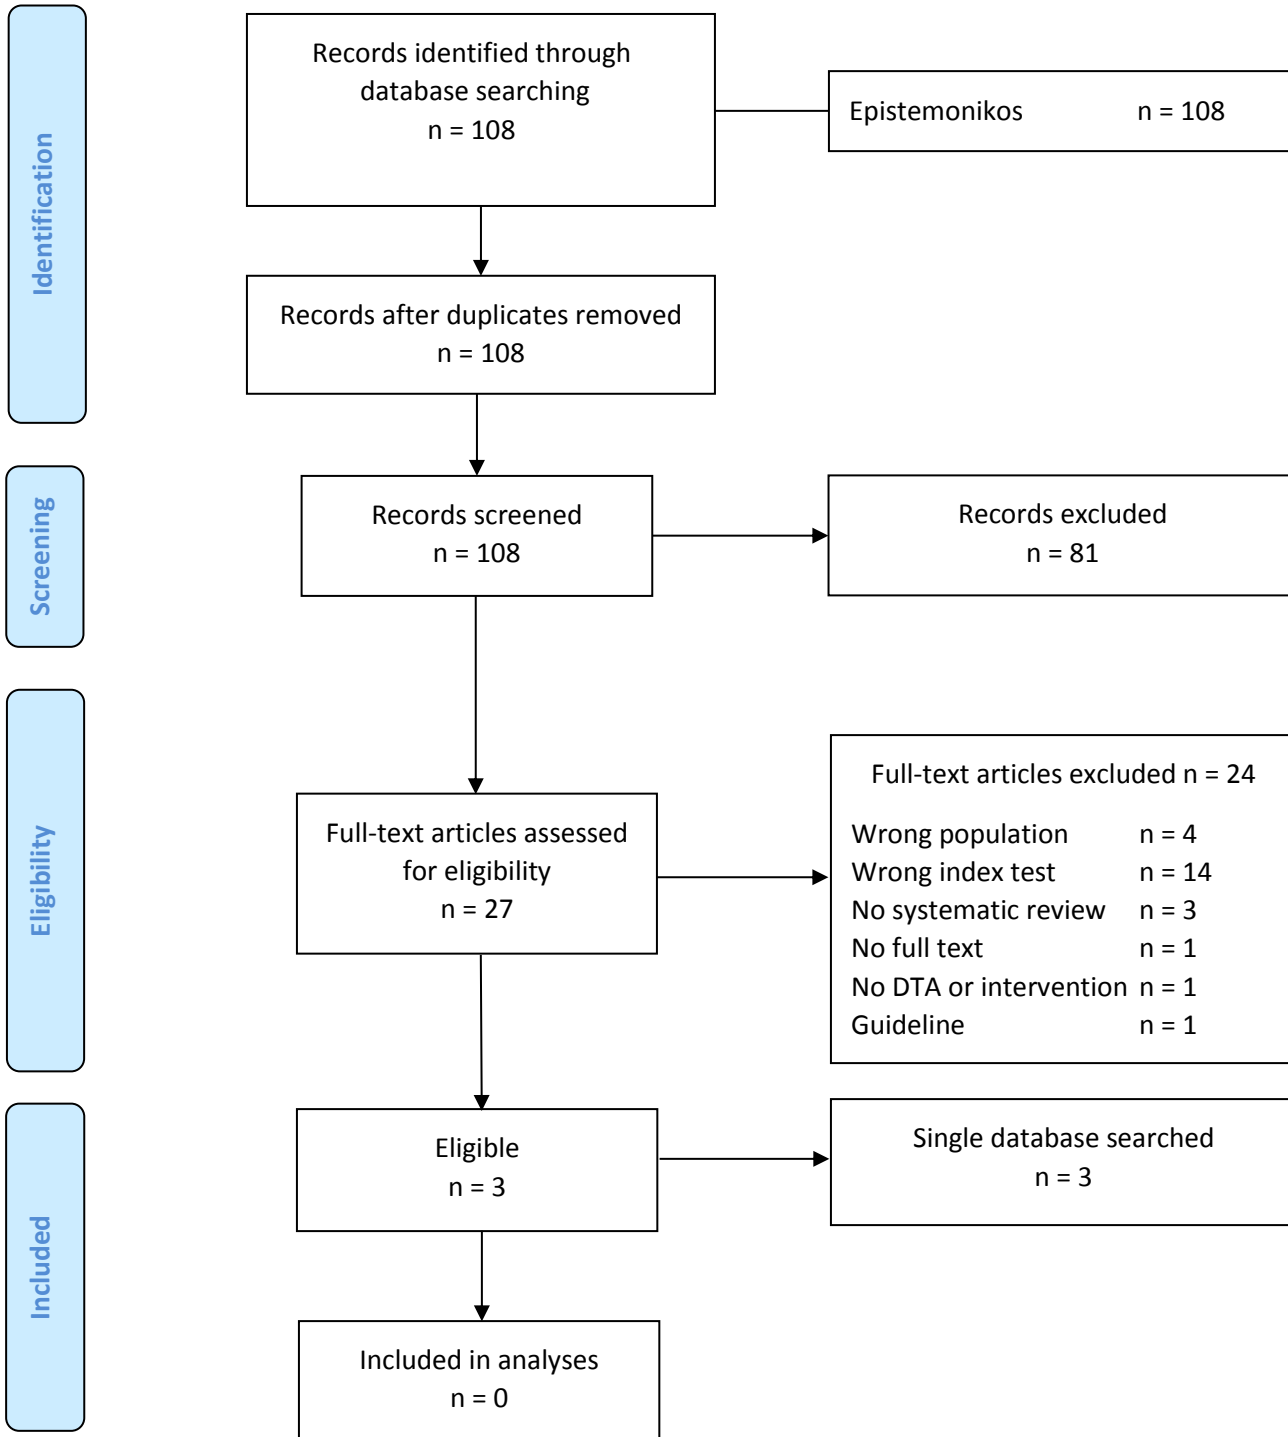 Identification
Records identified through
database searching
n = 108
Epistemonikos n = 108
Records after duplicates removed
n = 108
Screening
Records screened
n = 108
Records excluded
n = 81
Eligibility
Full-text articles assessed
for eligibility
n = 27
Full-text articles excluded n = 24
Wrong population n = 4
Wrong index test n = 14
No systematic review n = 3
No full text n = 1
No DTA or intervention n = 1
Guideline n = 1
Included
Eligible
n = 3
Single database searched
n = 3
Included in analyses
n = 0